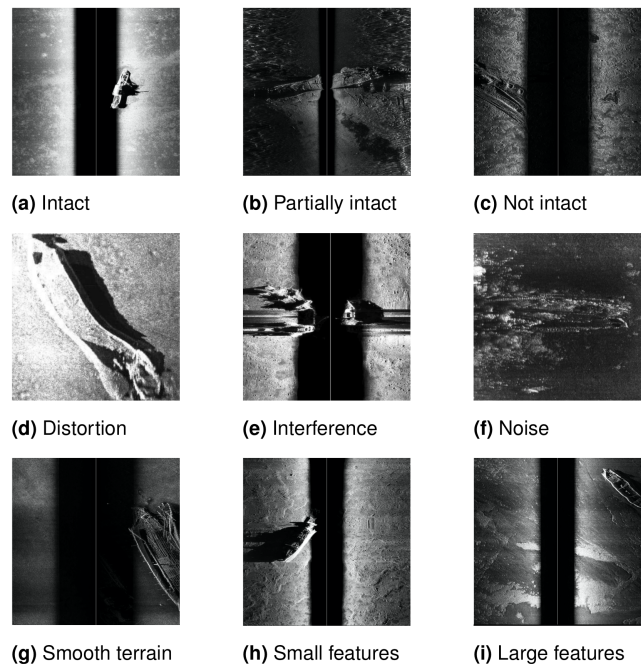 (a) Intact
(b) Partially intact
(c) Not intact
(d) Distortion
(e) Interference
(f) Noise
(g) Smooth terrain
(h) Small features
(i) Large features